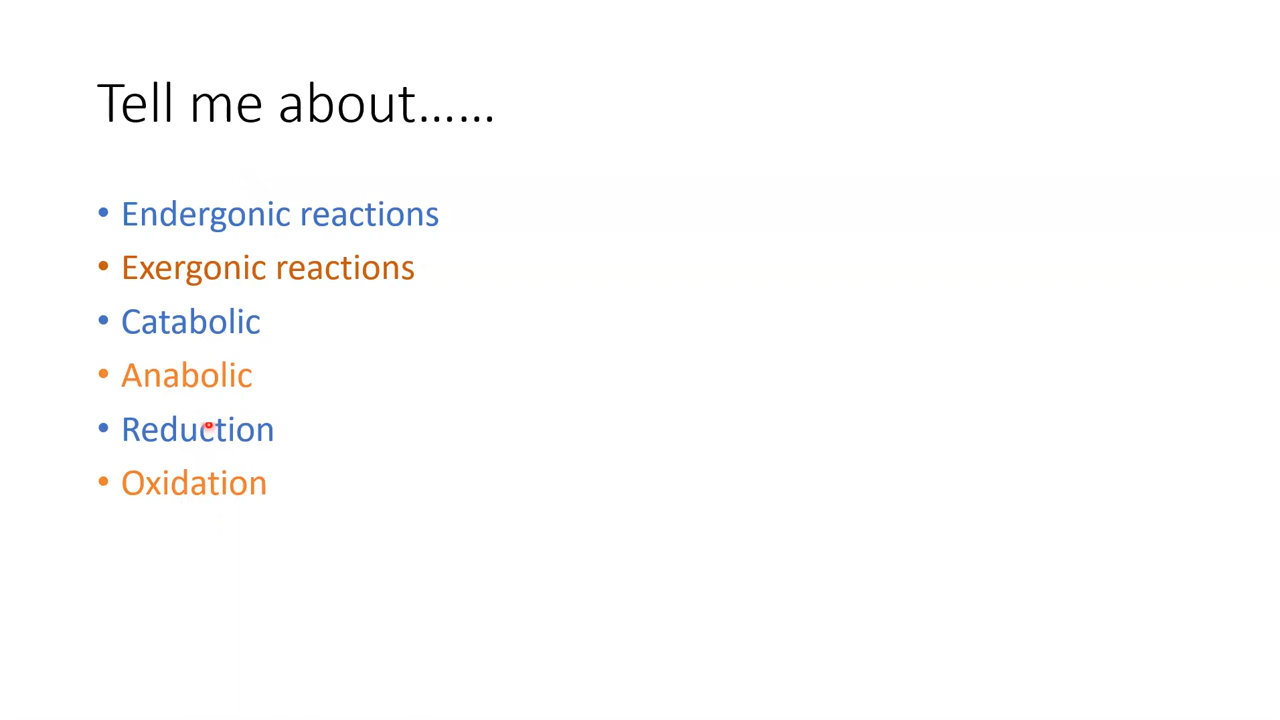 Tell me about……
• Endergonic reactions
• Exergonic reactions
• Catabolic
• Anabolic
• Reduction
• Oxidation